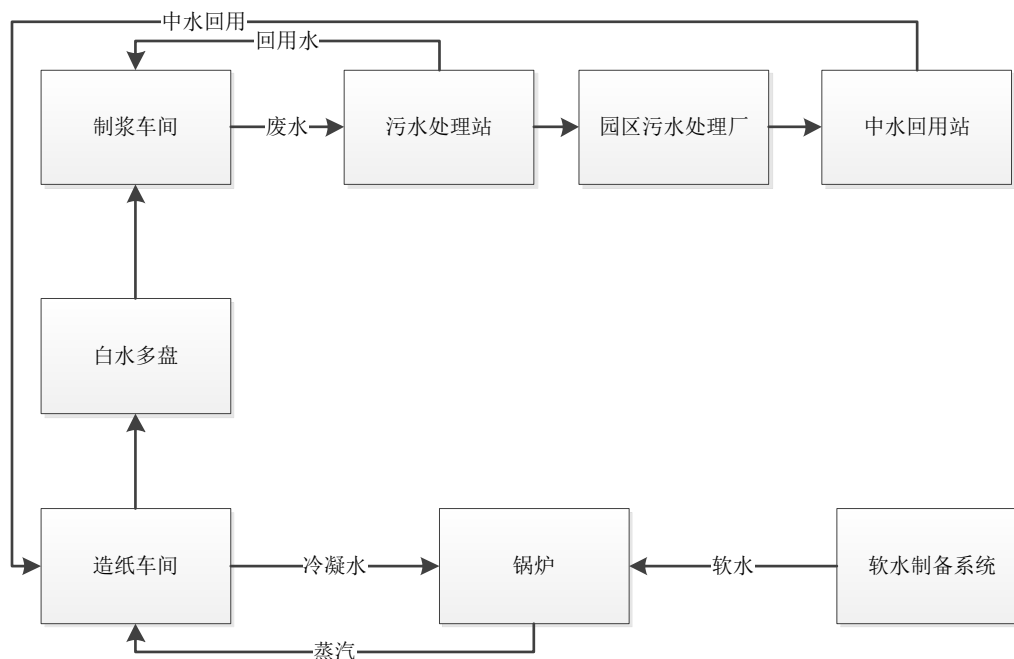 中水回用
回用水
制浆车间
废水
污水处理站
园区污水处理厂
中水回用站
白水多盘
造纸车间
冷凝水
锅炉
软水
软水制备系统
蒸汽